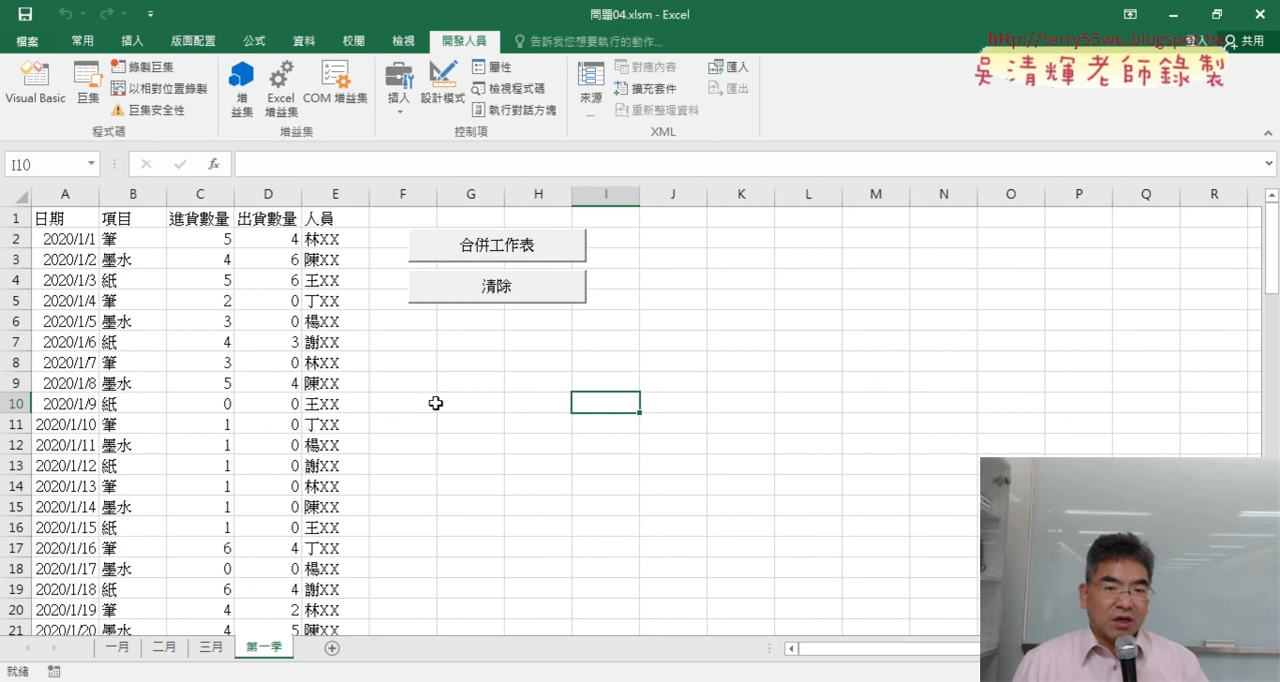 問題04.xlsm - Excel
檔案 常用 插入 版面配置 公式 資料 校閱 檢視 開發人員 告訴我您想要執行的動作... 登入 共用
http://terry55wu.blogspot.tw
吳清輝老師錄製
Visual Basic 巨集 錄製巨集 以相對位置錄製 巨集安全性 程式碼
增益集 Excel 增益集 COM 增益集 增益集
插入 設計模式 屬性 檢視程式碼 執行對話方塊 控制項
來源... 對應內容 擴充套件 重新整理資料 匯入 匯出 XML
I10 fx
A B C D E F G H I J K L M N O P Q R
1 日期 項目 進貨數量 出貨數量 人員
2 2020/1/1 筆 5 4 林XX
3 2020/1/2 墨水 4 6 陳XX
4 2020/1/3 紙 5 6 王XX
5 2020/1/4 筆 2 0 丁XX
6 2020/1/5 墨水 3 0 楊XX
7 2020/1/6 紙 4 3 謝XX
8 2020/1/7 筆 3 0 林XX
9 2020/1/8 墨水 5 4 陳XX
10 2020/1/9 紙 0 0 王XX
11 2020/1/10 筆 1 0 丁XX
12 2020/1/11 墨水 1 0 楊XX
13 2020/1/12 紙 1 0 謝XX
14 2020/1/13 筆 1 0 林XX
15 2020/1/14 墨水 1 0 陳XX
16 2020/1/15 紙 1 0 王XX
17 2020/1/16 筆 6 4 丁XX
18 2020/1/17 墨水 0 0 楊XX
19 2020/1/18 紙 6 4 謝XX
20 2020/1/19 筆 4 2 林XX
21 2020/1/20 墨水 4 5 陳XX
合併工作表
清除
一月 二月 三月 第一季
就緒